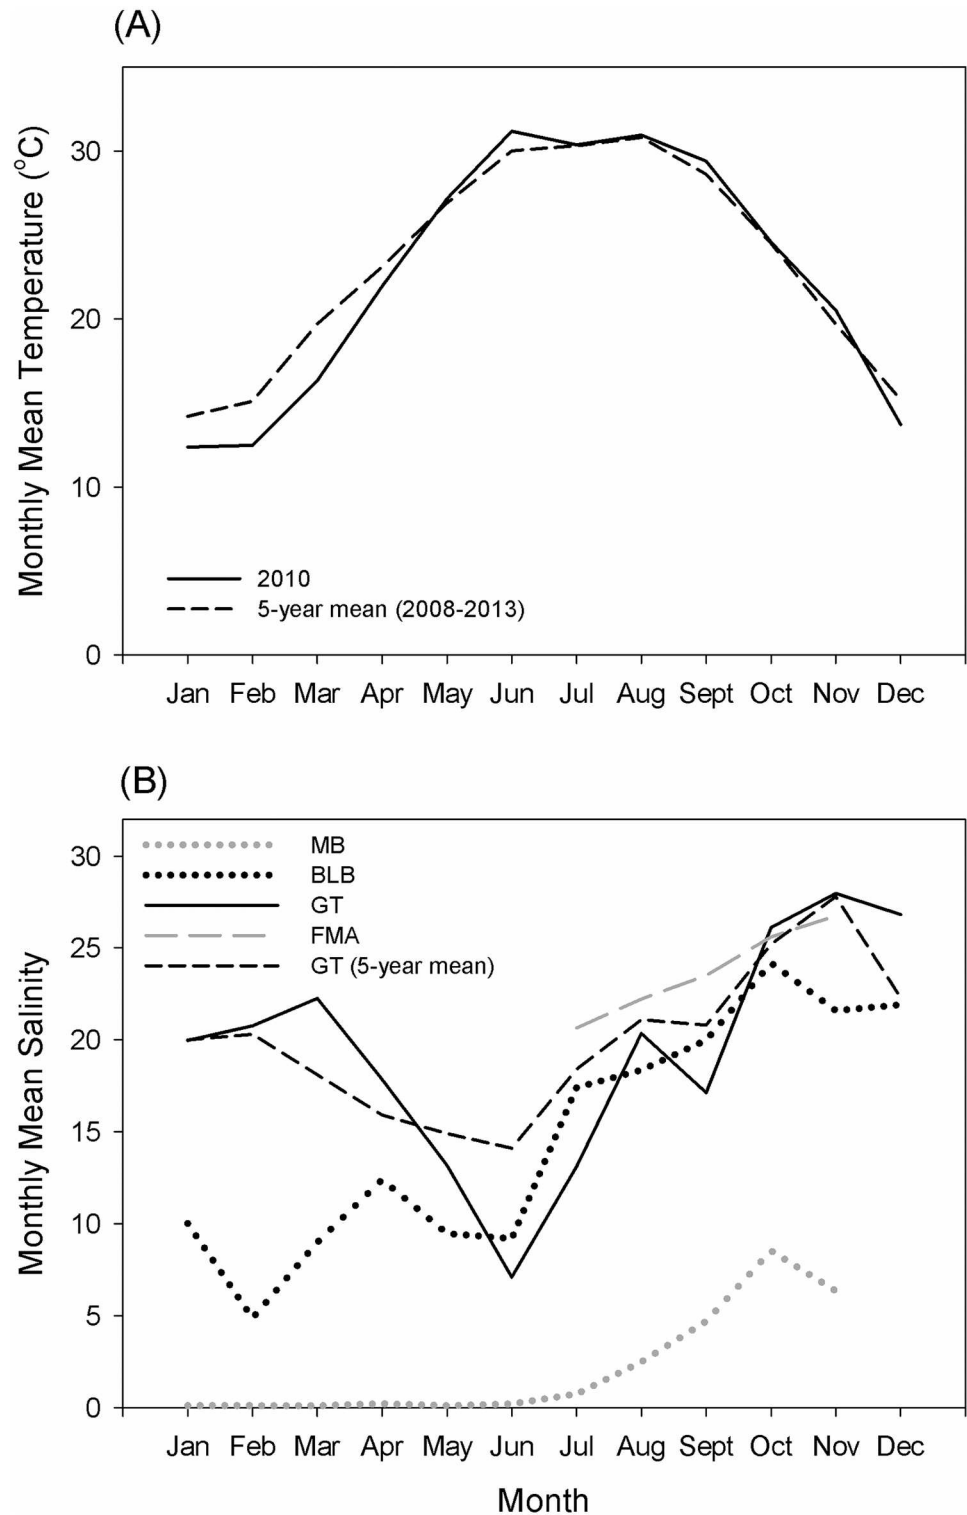 (A)
Monthly Mean Temperature (°C)
30
20
10
0
2010
5-year mean (2008-2013)
Jan Feb Mar Apr May Jun Jul Aug Sept Oct Nov Dec
(B)
Monthly Mean Salinity
30
25
20
15
10
5
0
MB
BLB
GT
FMA
GT (5-year mean)
Jan Feb Mar Apr May Jun Jul Aug Sept Oct Nov Dec
Month